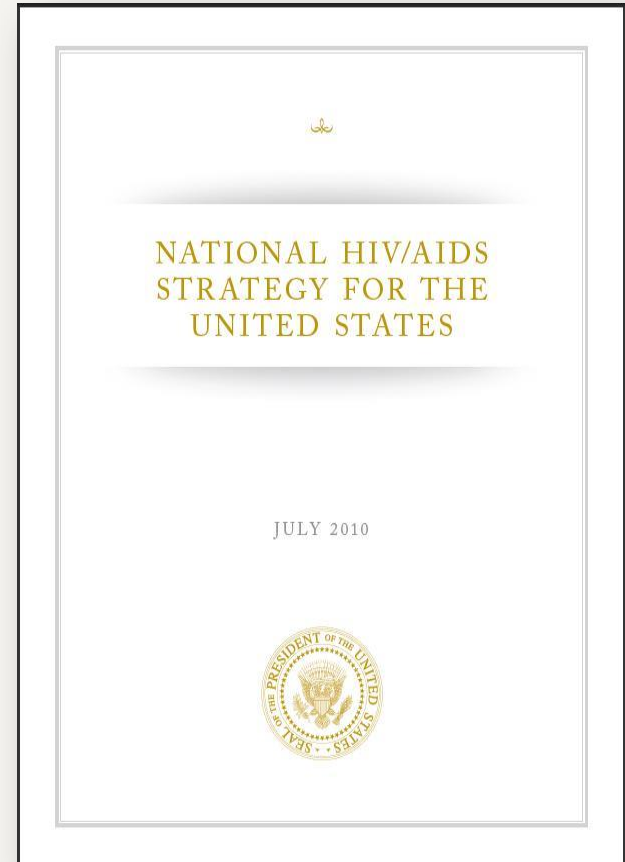 NATIONAL HIV/AIDS
STRATEGY FOR THE
UNITED STATES
JULY 2010
SEAL OF THE PRESIDENT OF THE UNITED STATES